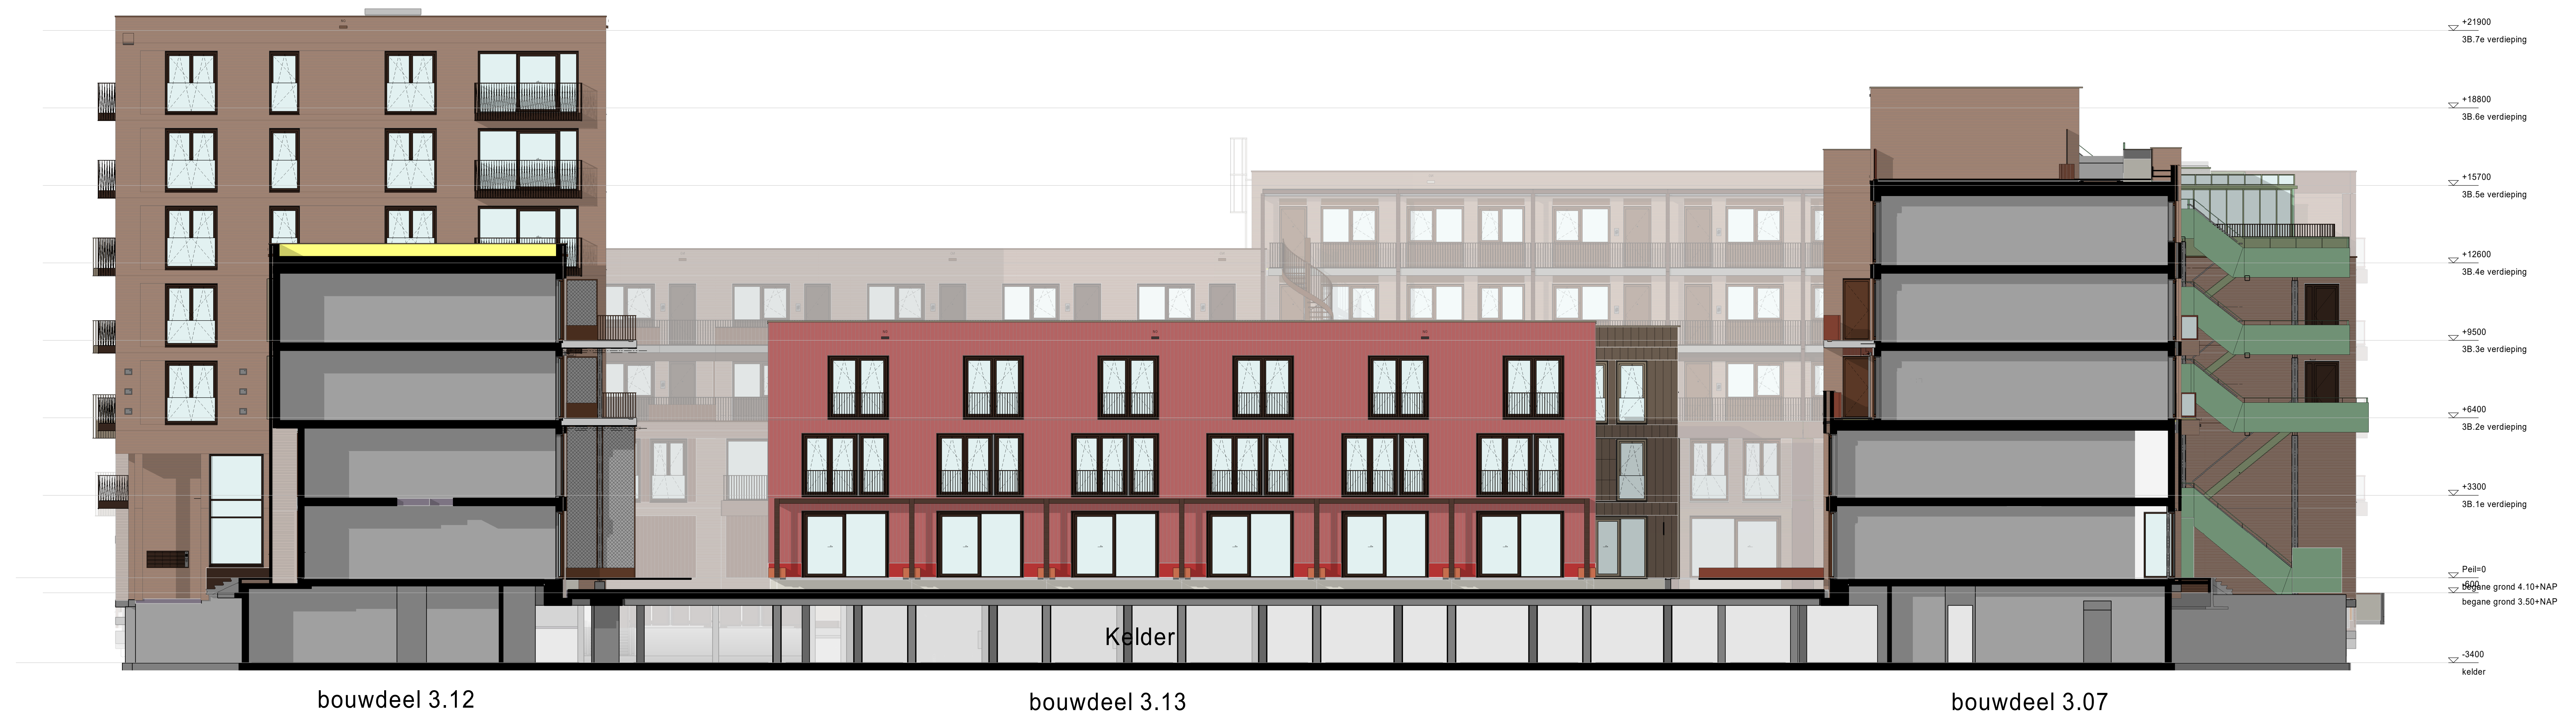 +21900
3B.7e verdieping
+18800
3B.6e verdieping
+15700
3B.5e verdieping
+12600
3B.4e verdieping
+9500
3B.3e verdieping
+6400
3B.2e verdieping
+3300
3B.1e verdieping
Peil=0
begane grond 4.10+NAP
-600
begane grond 3.50+NAP
Kelder
-3400
kelder
bouwdeel 3.12
bouwdeel 3.13
bouwdeel 3.07